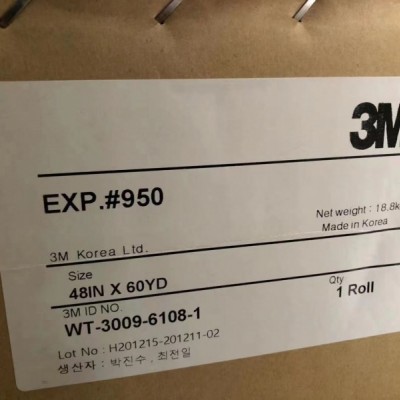 3M
EXP.#950
Net weight : 18.8k
Made in Korea
3M Korea Ltd.
Size
48IN X 60YD
Qty
1 Roll
3M ID NO.
WT-3009-6108-1
Lot No : H201215-201211-02
생산자 : 박진수 , 최천일